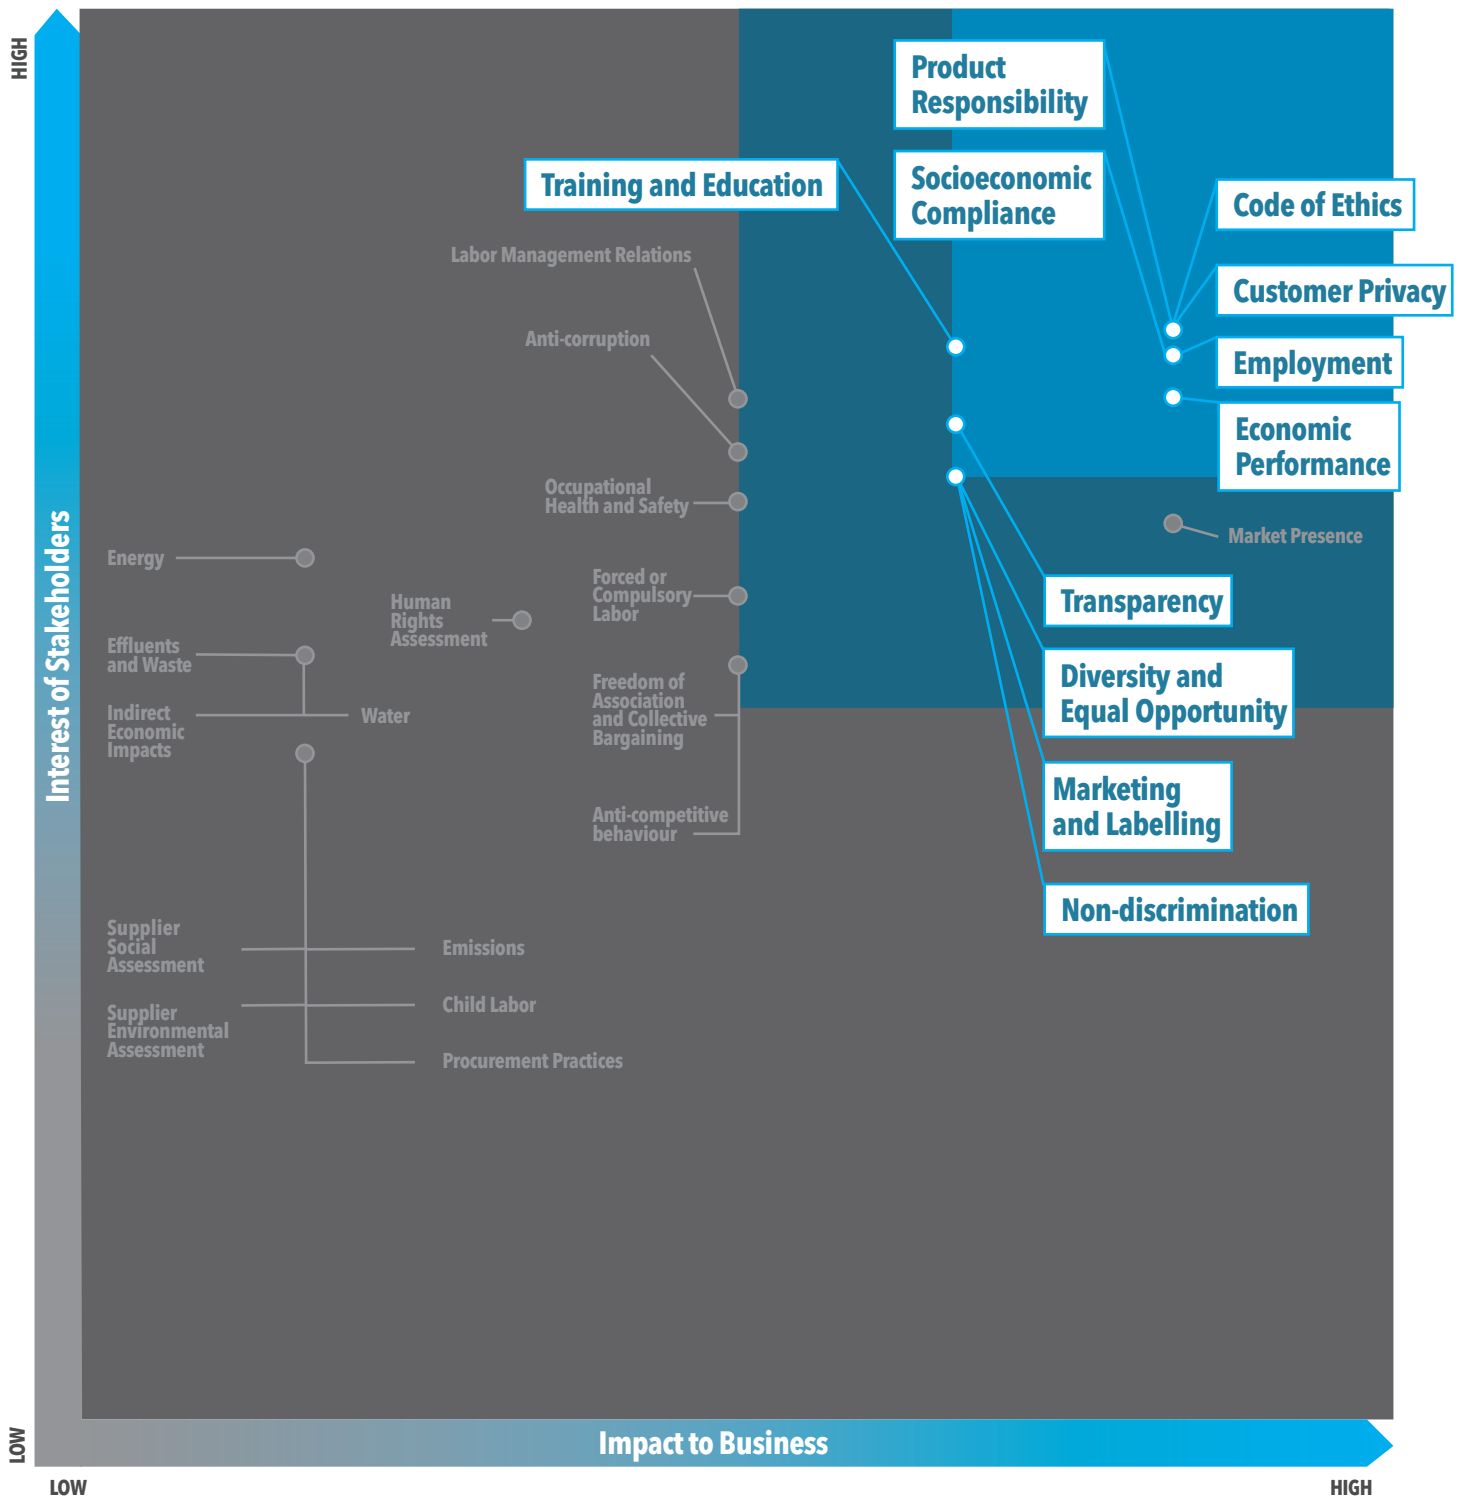 HIGH
Product
Responsibility
Training and Education
Socioeconomic
Compliance
Code of Ethics
Labor Management Relations
Customer Privacy
Anti-corruption
Employment
Economic
Performance
Occupational
Health and Safety
Market Presence
Energy
Forced or
Compulsory
Labor
Human
Rights
Assessment
Transparency
Effluents
and Waste
Diversity and
Equal Opportunity
Freedom of
Association
and Collective
Bargaining
Indirect
Economic
Impacts
Water
Interest of Stakeholders
Marketing
and Labelling
Anti-competitive
behaviour
Non-discrimination
Supplier
Social
Assessment
Emissions
Supplier
Environmental
Assessment
Child Labor
Procurement Practices
LOW
Impact to Business
LOW
HIGH